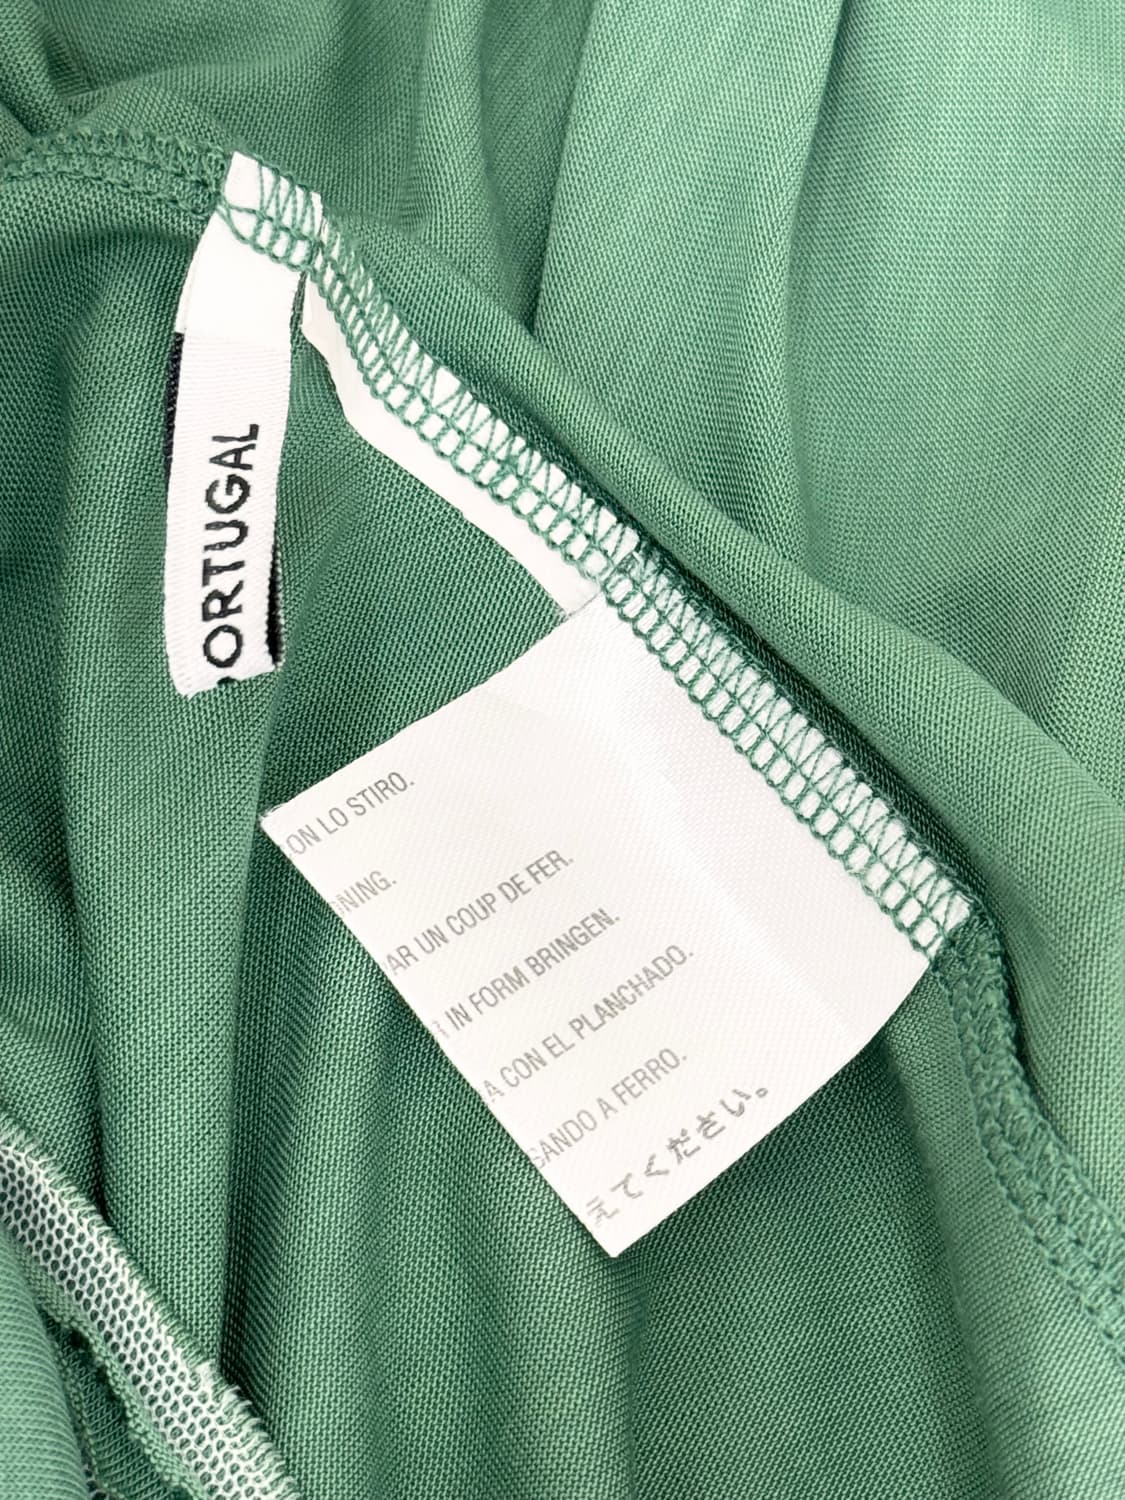 ORTUGAL
ON LO STIRO.
NING.
AR UN COUP DE FER.
IN FORM BRINGEN.
A CON EL PLANCHADO.
GANDO A FERRO.
えてください。